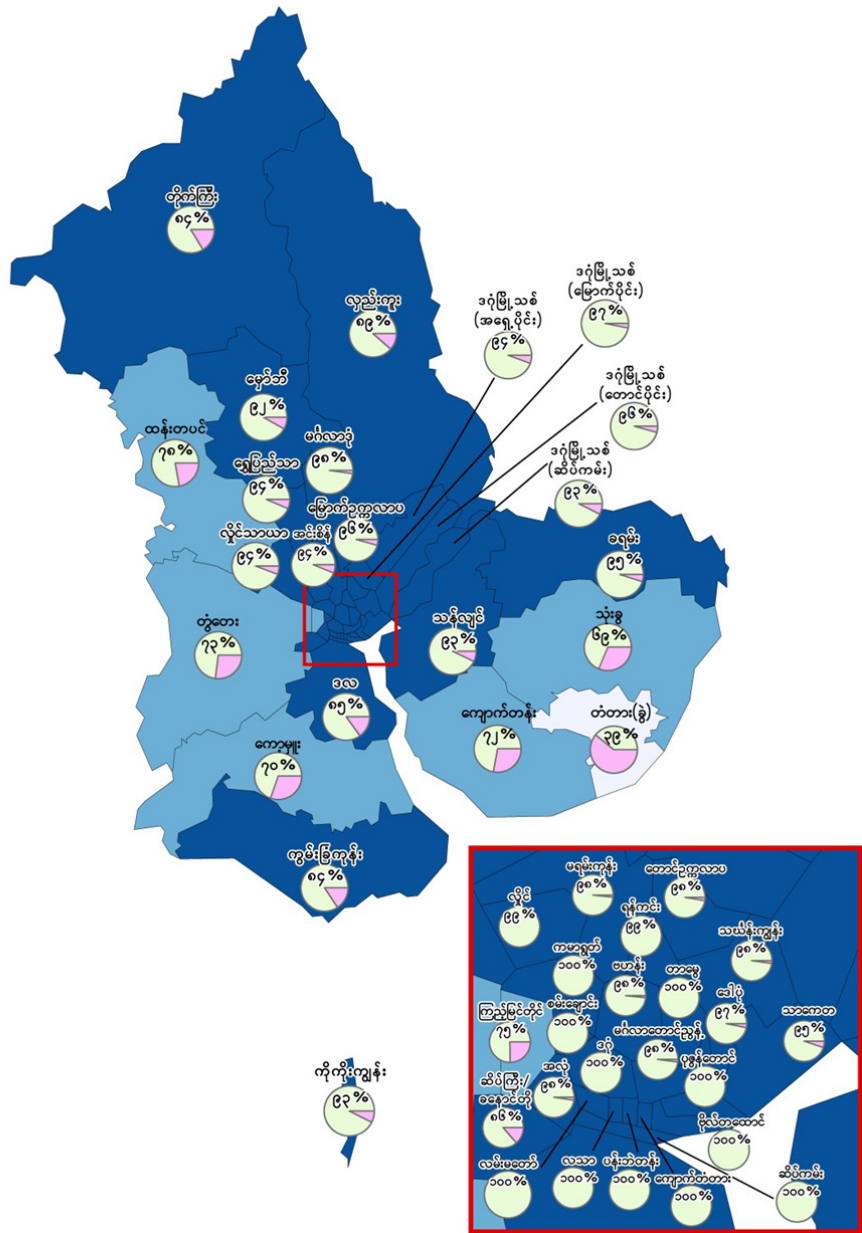 တိုက်ကြီး
၈၄%
လှည်းကူး
၈၉%
ဒဂုံမြို့သစ်
(အရှေ့ပိုင်း)
၉၄%
ဒဂုံမြို့သစ်
(မြောက်ပိုင်း)
၉၇%
မှော်ဘီ
၉၂%
ဒဂုံမြို့သစ်
(တောင်ပိုင်း)
၉၆%
ထန်းတပင်
၇၈%
ရွှေပြည်သာ
၉၄%
မင်္ဂလာဒုံ
၉၈%
ဒဂုံမြို့သစ်
(ဆိပ်ကမ်း)
၉၃%
မြောက်ဥက္ကလာပ
၉၆%
လှိုင်သာယာ
၉၄%
အင်းစိန်
၉၄%
ခရမ်း
၉၅%
တွံတေး
၇၃%
သန်လျင်
၉၃%
သုံးခွ
၆၉%
ဒလ
၈၅%
ကျောက်တန်း
၇၂%
တံတား(ခွဲ)
၃၉%
ကော့မှူး
၇၀%
ကွမ်းခြံကုန်း
၈၄%
ကိုကိုးကျွန်း
၉၃%
လှိုင်
၉၉%
မရမ်းကုန်း
၉၈%
တောင်ဥက္ကလာပ
၉၈%
ရန်ကင်း
၉၉%
သင်္ဃန်းကျွန်း
၉၈%
ကမာရွတ်
၁၀၀%
ဗဟန်း
၉၈%
တာမွေ
၁၀၀%
ဒေါပုံ
၉၇%
သာကေတ
၉၅%
ကြည့်မြင်တိုင်
၇၅%
စမ်းချောင်း
၁၀၀%
ဒဂုံ
၁၀၀%
မင်္ဂလာတောင်ညွန့်
၉၈%
ပုဇွန်တောင်
၁၀၀%
ဆိပ်ကြီး/
ခနောင်တို
၈၆%
အလုံ
၉၈%
ဗိုလ်တထောင်
၁၀၀%
လမ်းမတော်
၁၀၀%
လသာ
၁၀၀%
ပန်းဘဲတန်း
၁၀၀%
ကျောက်တံတား
၁၀၀%
ဆိပ်ကမ်း
၁၀၀%